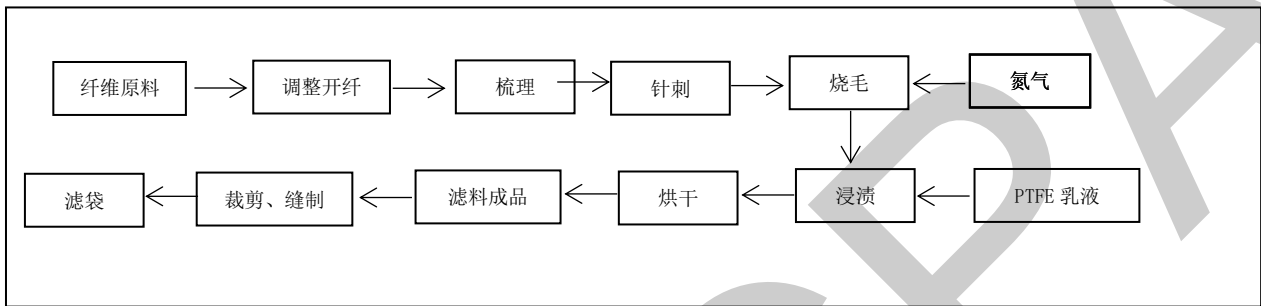 纤维原料
调整开纤
梳理
针刺
烧毛
氮气
滤袋
裁剪、缝制
滤料成品
烘干
浸渍
PTFE 乳液